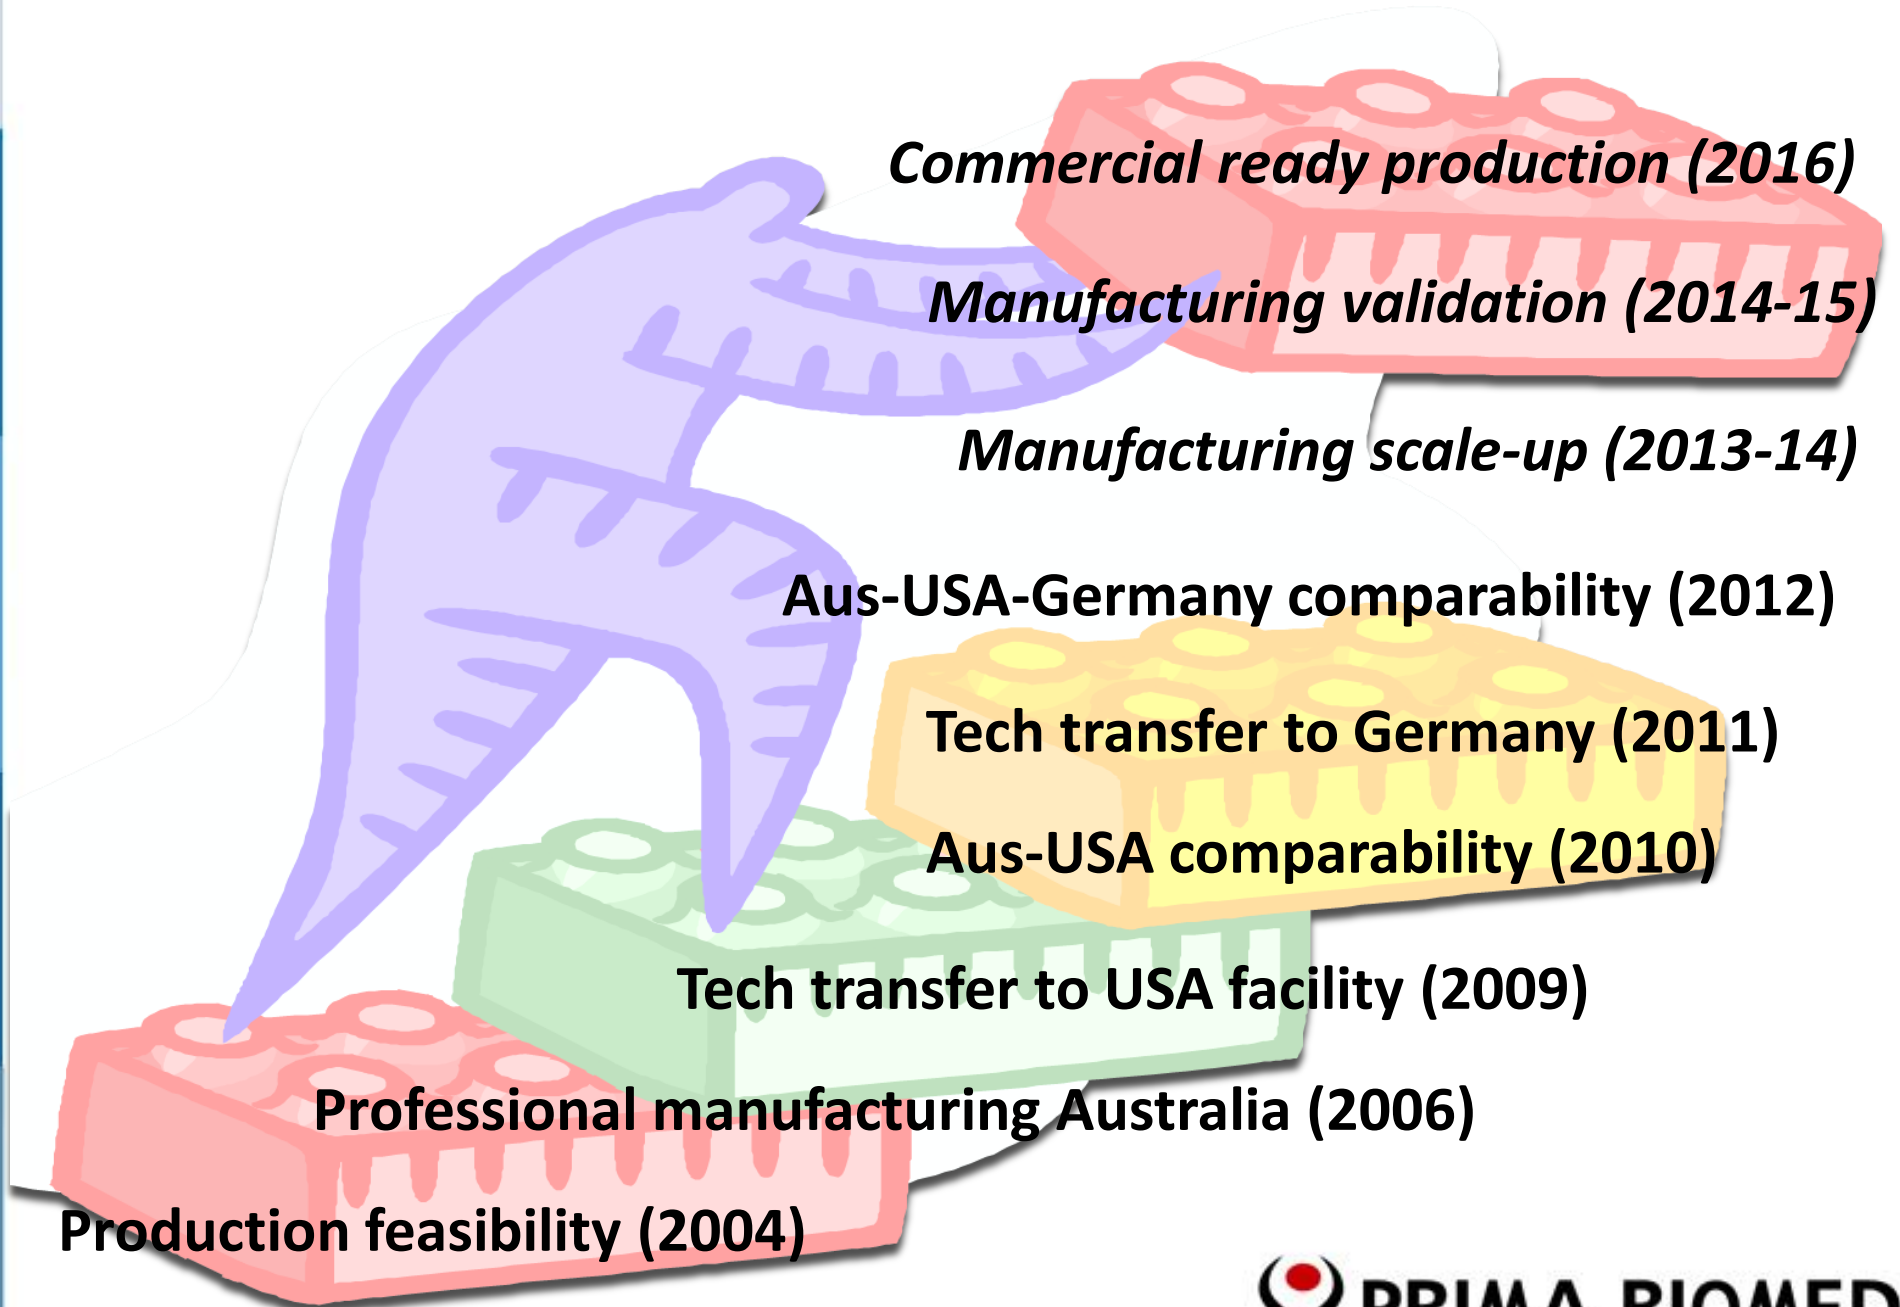 Commercial ready production (2016)
Manufacturing validation (2014-15)
Manufacturing scale-up (2013-14)
Aus-USA-Germany comparability (2012)
Tech transfer to Germany (2011)
Aus-USA comparability (2010)
Tech transfer to USA facility (2009)
Professional manufacturing Australia (2006)
Production feasibility (2004)
PRIMA BIOMED